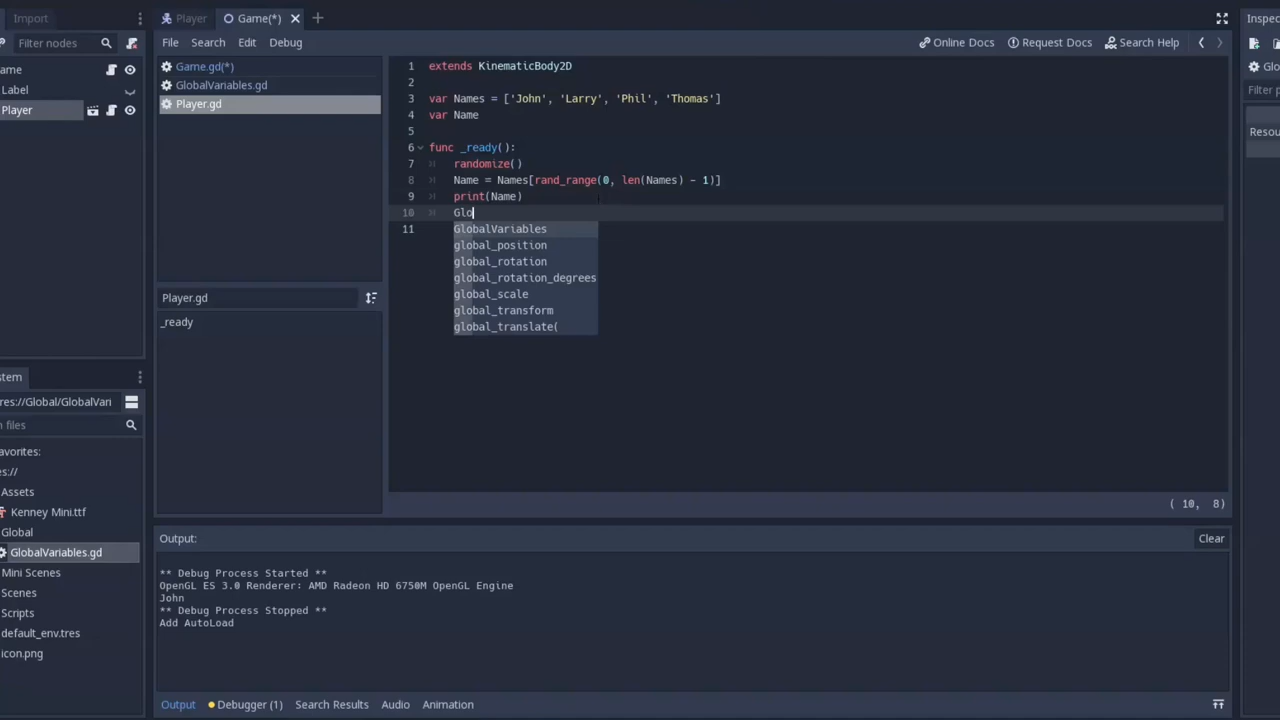 Import
Player
Game(*)
Inspec
Filter nodes
File Search Edit Debug
Online Docs Request Docs Search Help
ame
Label
Player
Game.gd(*)
GlobalVariables.gd
Player.gd
Glo
Filter p
Resou
1 extends KinematicBody2D
2
3 var Names = ['John', 'Larry', 'Phil', 'Thomas']
4 var Name
5
6 func _ready():
7 randomize()
8 Name = Names[rand_range(0, len(Names) - 1)]
9 print(Name)
10 Glo
11
GlobalVariables
global_position
global_rotation
global_rotation_degrees
global_scale
global_transform
global_translate(
Player.gd
_ready
( 10, 8)
stem
res://Global/GlobalVari
n files
avorites:
es://
Assets
Kenney Mini.ttf
Global
GlobalVariables.gd
Mini Scenes
Scenes
Scripts
default_env.tres
icon.png
Output:
Clear
** Debug Process Started **
OpenGL ES 3.0 Renderer: AMD Radeon HD 6750M OpenGL Engine
John
** Debug Process Stopped **
Add AutoLoad
Output Debugger (1) Search Results Audio Animation